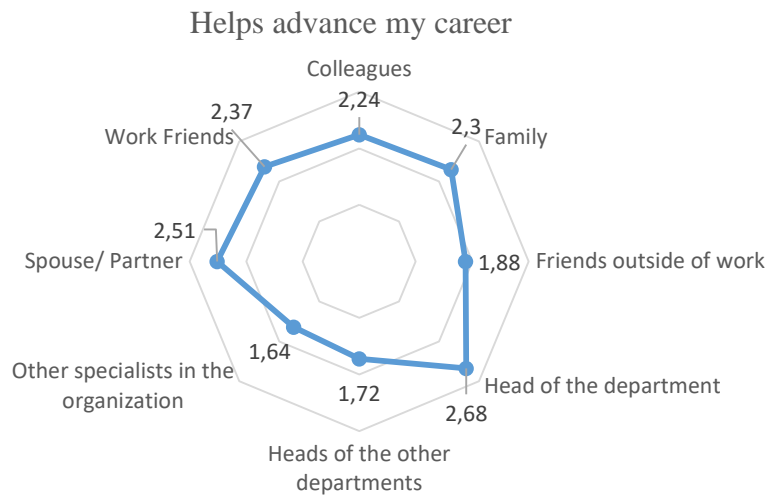 Helps advance my career
Colleagues
2,24
2,3
Family
1,88
Friends outside of work
Head of the department
2,68
1,72
Heads of the other
departments
1,64
Other specialists in the
organization
2,51
Spouse/ Partner
2,37
Work Friends